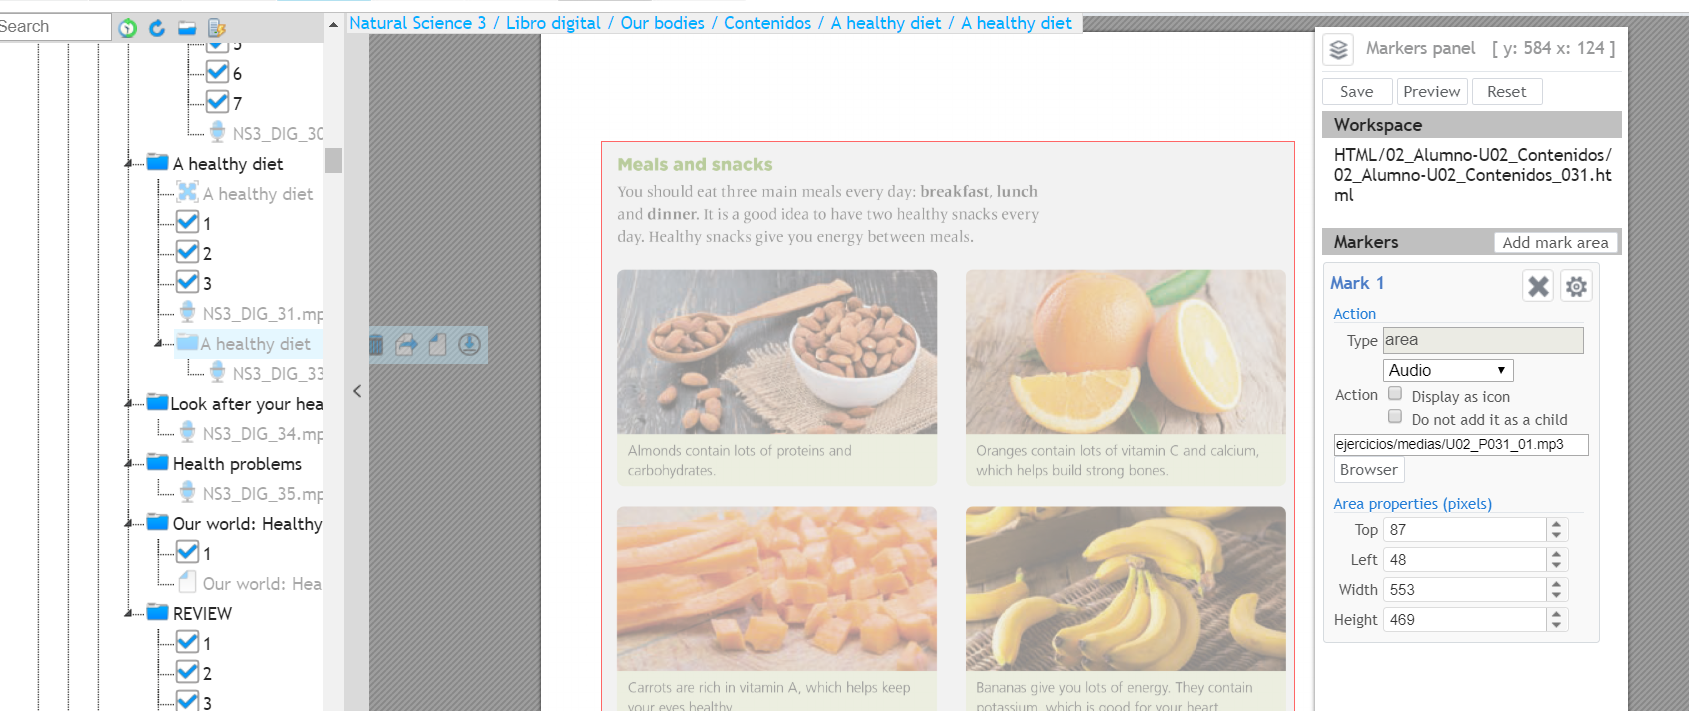 Search
5
6
7
NS3_DIG_30
A healthy diet
A healthy diet
1
2
3
NS3_DIG_31.mp
A healthy diet
NS3_DIG_33
Look after your hea
NS3_DIG_34.mp
Health problems
NS3_DIG_35.mp
Our world: Healthy
1
Our world: Hea
REVIEW
1
2
3
Natural Science 3 / Libro digital / Our bodies / Contenidos / A healthy diet / A healthy diet
Meals and snacks
You should eat three main meals every day: breakfast, lunch
and dinner. It is a good idea to have two healthy snacks every
day. Healthy snacks give you energy between meals.
Almonds contain lots of proteins and
carbohydrates.
Oranges contain lots of vitamin C and calcium,
which helps build strong bones.
Carrots are rich in vitamin A, which helps keep
your eyes healthy.
Bananas give you lots of energy. They contain
potassium, which is good for your heart.
Markers panel [ y: 584 x: 124 ]
Save Preview Reset
Workspace
HTML/02_Alumno-U02_Contenidos/
02_Alumno-U02_Contenidos_031.ht
ml
Markers Add mark area
Mark 1
Action
Type area
Audio
Action Display as icon
Do not add it as a child
ejercicios/medias/U02_P031_01.mp3
Browser
Area properties (pixels)
Top 87
Left 48
Width 553
Height 469